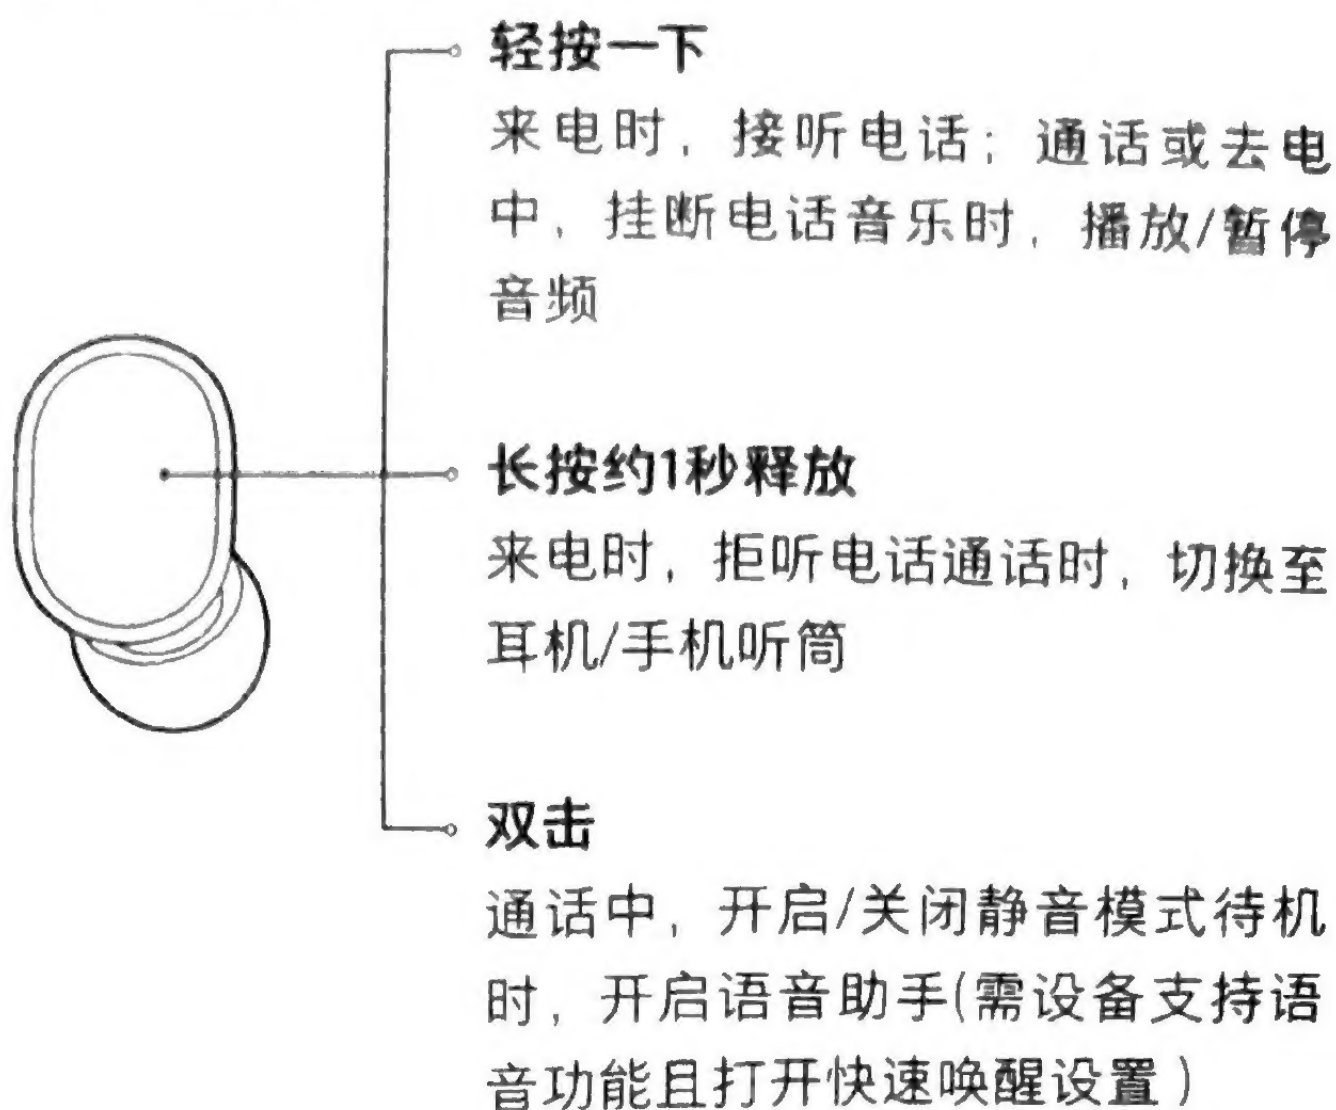 轻按一下
来电时，接听电话；通话或去电
中，挂断电话音乐时，播放/暂停
音频
长按约1秒释放
来电时，拒听电话通话时，切换至
耳机/手机听筒
双击
通话中，开启/关闭静音模式待机
时，开启语音助手(需设备支持语
音功能且打开快速唤醒设置)